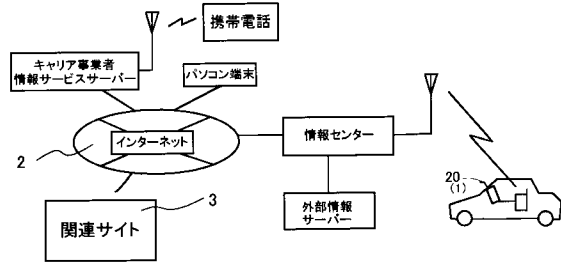 携帯電話
キャリア事業者
情報サービスサーバー
パソコン端末
インターネット
情報センター
2
20
(1)
3
外部情報
サーバー
関連サイト